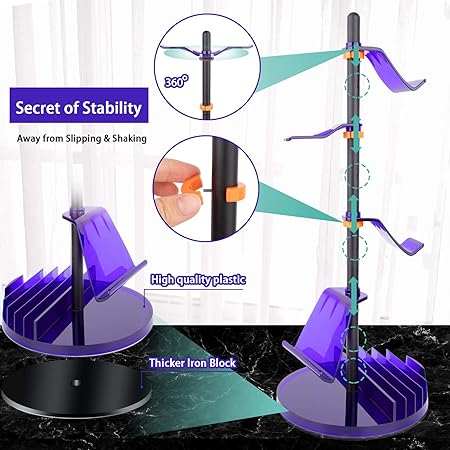 360°
Secret of Stability
Away from Slipping & Shaking
High quality plastic
Thicker Iron Block